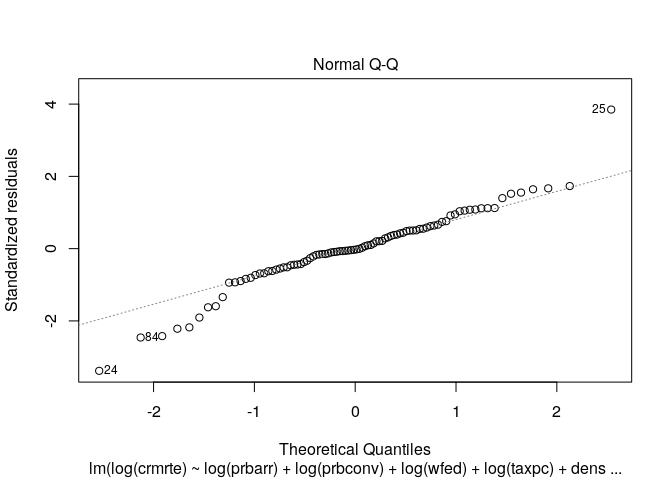 Normal Q-Q
4
2
0
-2
Standardized residuals
25
84
24
-2 -1 0 1 2
Theoretical Quantiles
lm(log(crmrte) ~ log(prbarr) + log(prbconv) + log(wfed) + log(taxpc) + dens ...